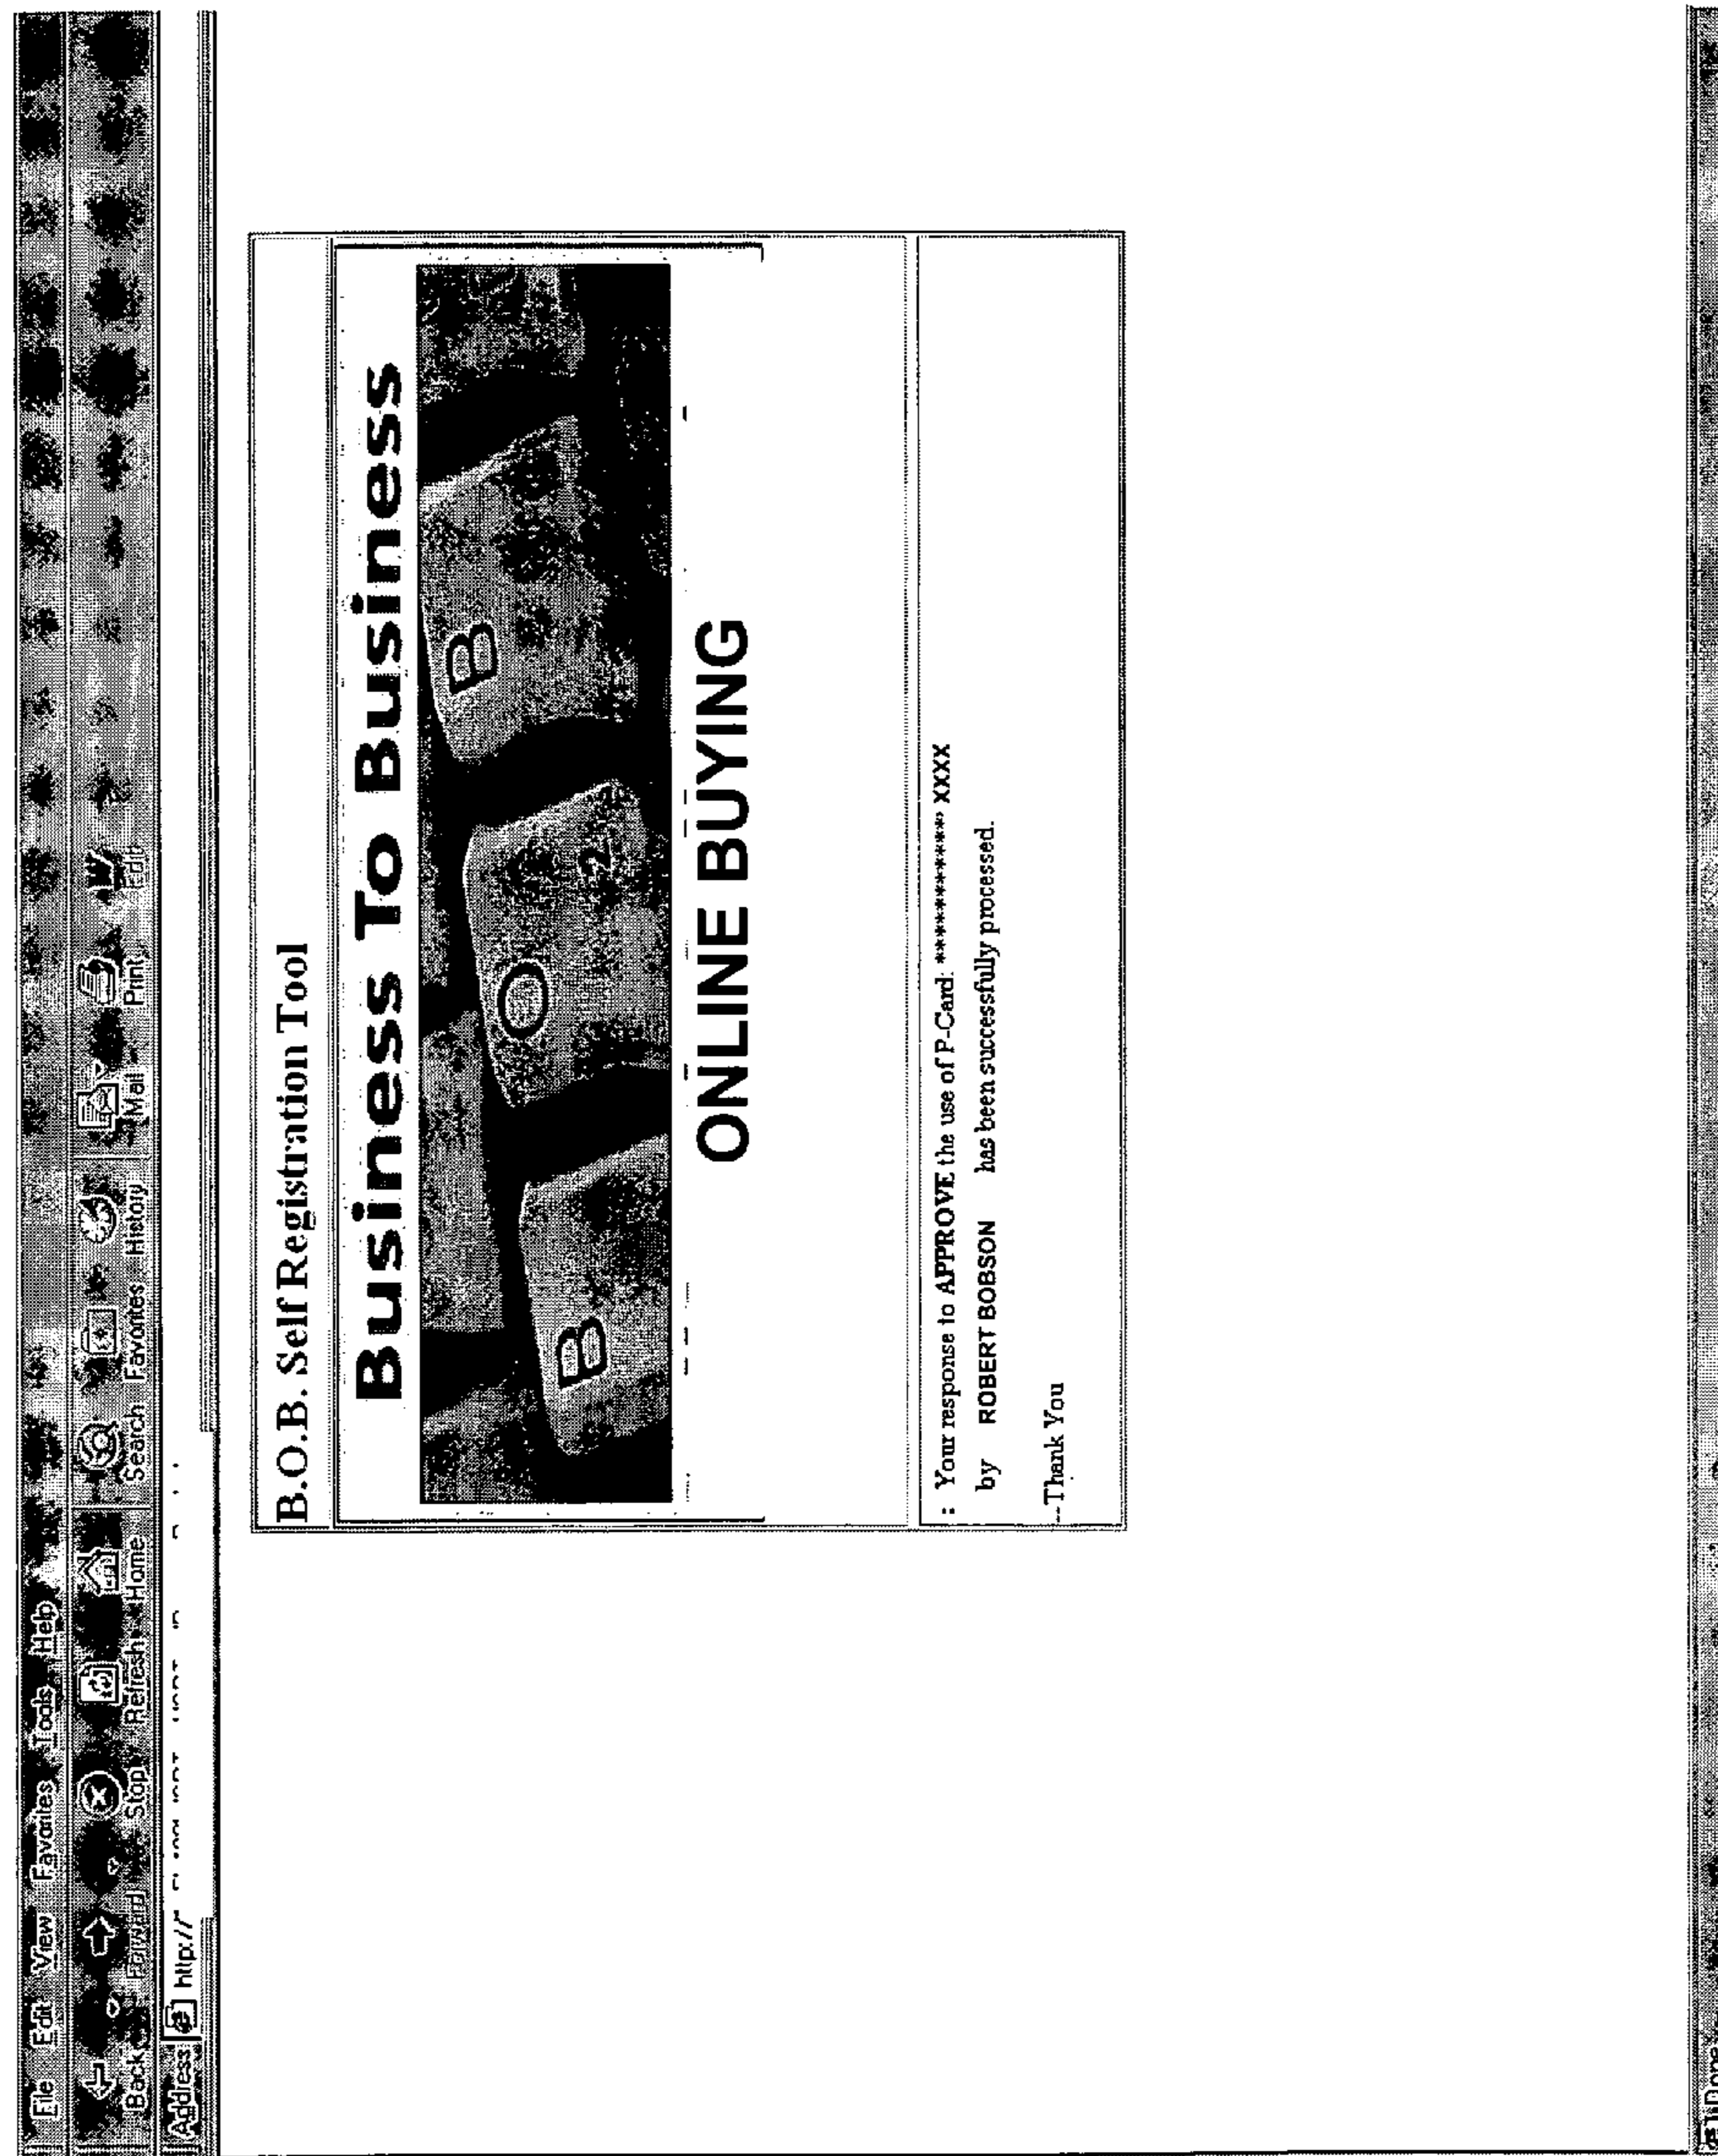 File Edit View Favorites Tools Help
Back Forward Stop Refresh Home Search Favorites History Mail Print Edit
Address http://
B.O.B. Self Registration Tool
Business To Business
B O B
2
ONLINE BUYING
: Your response to APPROVE the use of P-Card: ************ XXXX
by ROBERT BOBSON has been successfully processed.
--Thank You
Done